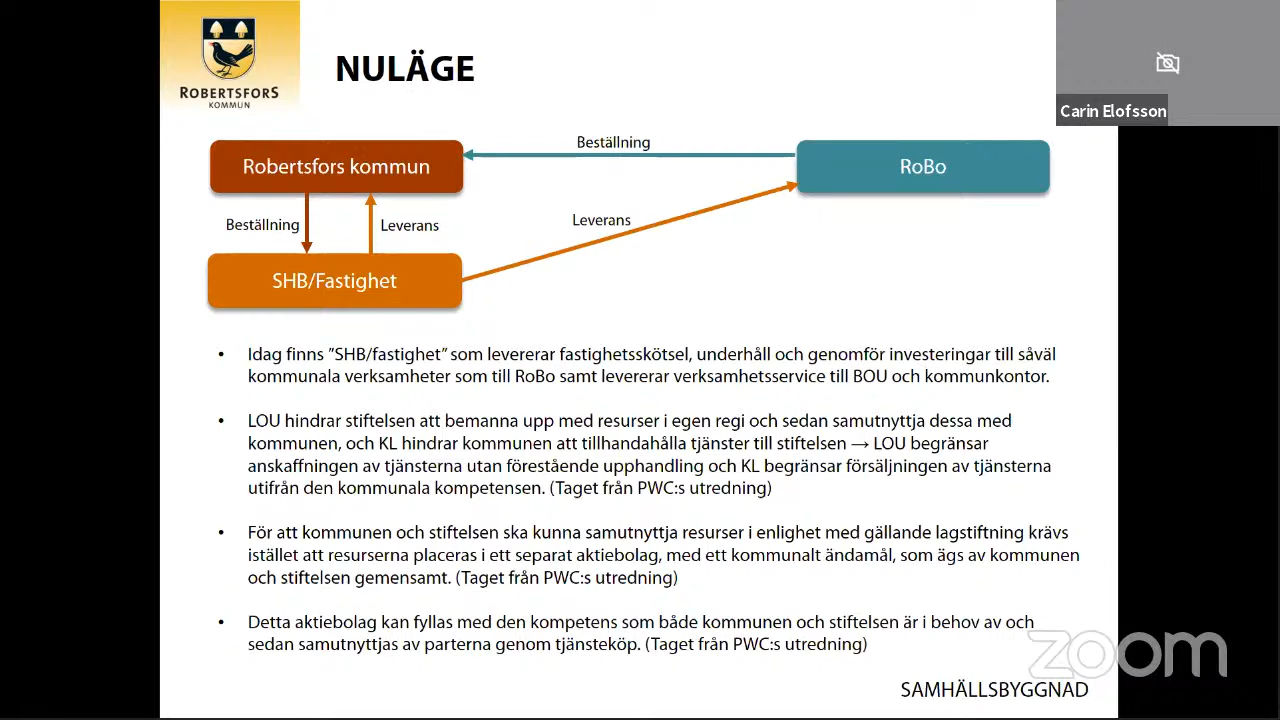 ROBERTSFORS
KOMMUN
NULÄGE
Carin Elofsson
Robertsfors kommun
Beställning
RoBo
Beställning
Leverans
Leverans
SHB/Fastighet
• Idag finns ”SHB/fastighet” som levererar fastighetsskötsel, underhåll och genomför investeringar till såväl
kommunala verksamheter som till RoBo samt levererar verksamhetsservice till BOU och kommunkontor.
• LOU hindrar stiftelsen att bemanna upp med resurser i egen regi och sedan samutnyttja dessa med
kommunen, och KL hindrar kommunen att tillhandahålla tjänster till stiftelsen → LOU begränsar
anskaffningen av tjänsterna utan förestående upphandling och KL begränsar försäljningen av tjänsterna
utifrån den kommunala kompetensen. (Taget från PWC:s utredning)
• För att kommunen och stiftelsen ska kunna samutnyttja resurser i enlighet med gällande lagstiftning krävs
istället att resurserna placeras i ett separat aktiebolag, med ett kommunalt ändamål, som ägs av kommunen
och stiftelsen gemensamt. (Taget från PWC:s utredning)
• Detta aktiebolag kan fyllas med den kompetens som både kommunen och stiftelsen är i behov av och
sedan samutnyttjas av parterna genom tjänsteköp. (Taget från PWC:s utredning)
zoom
SAMHÄLLSBYGGNAD